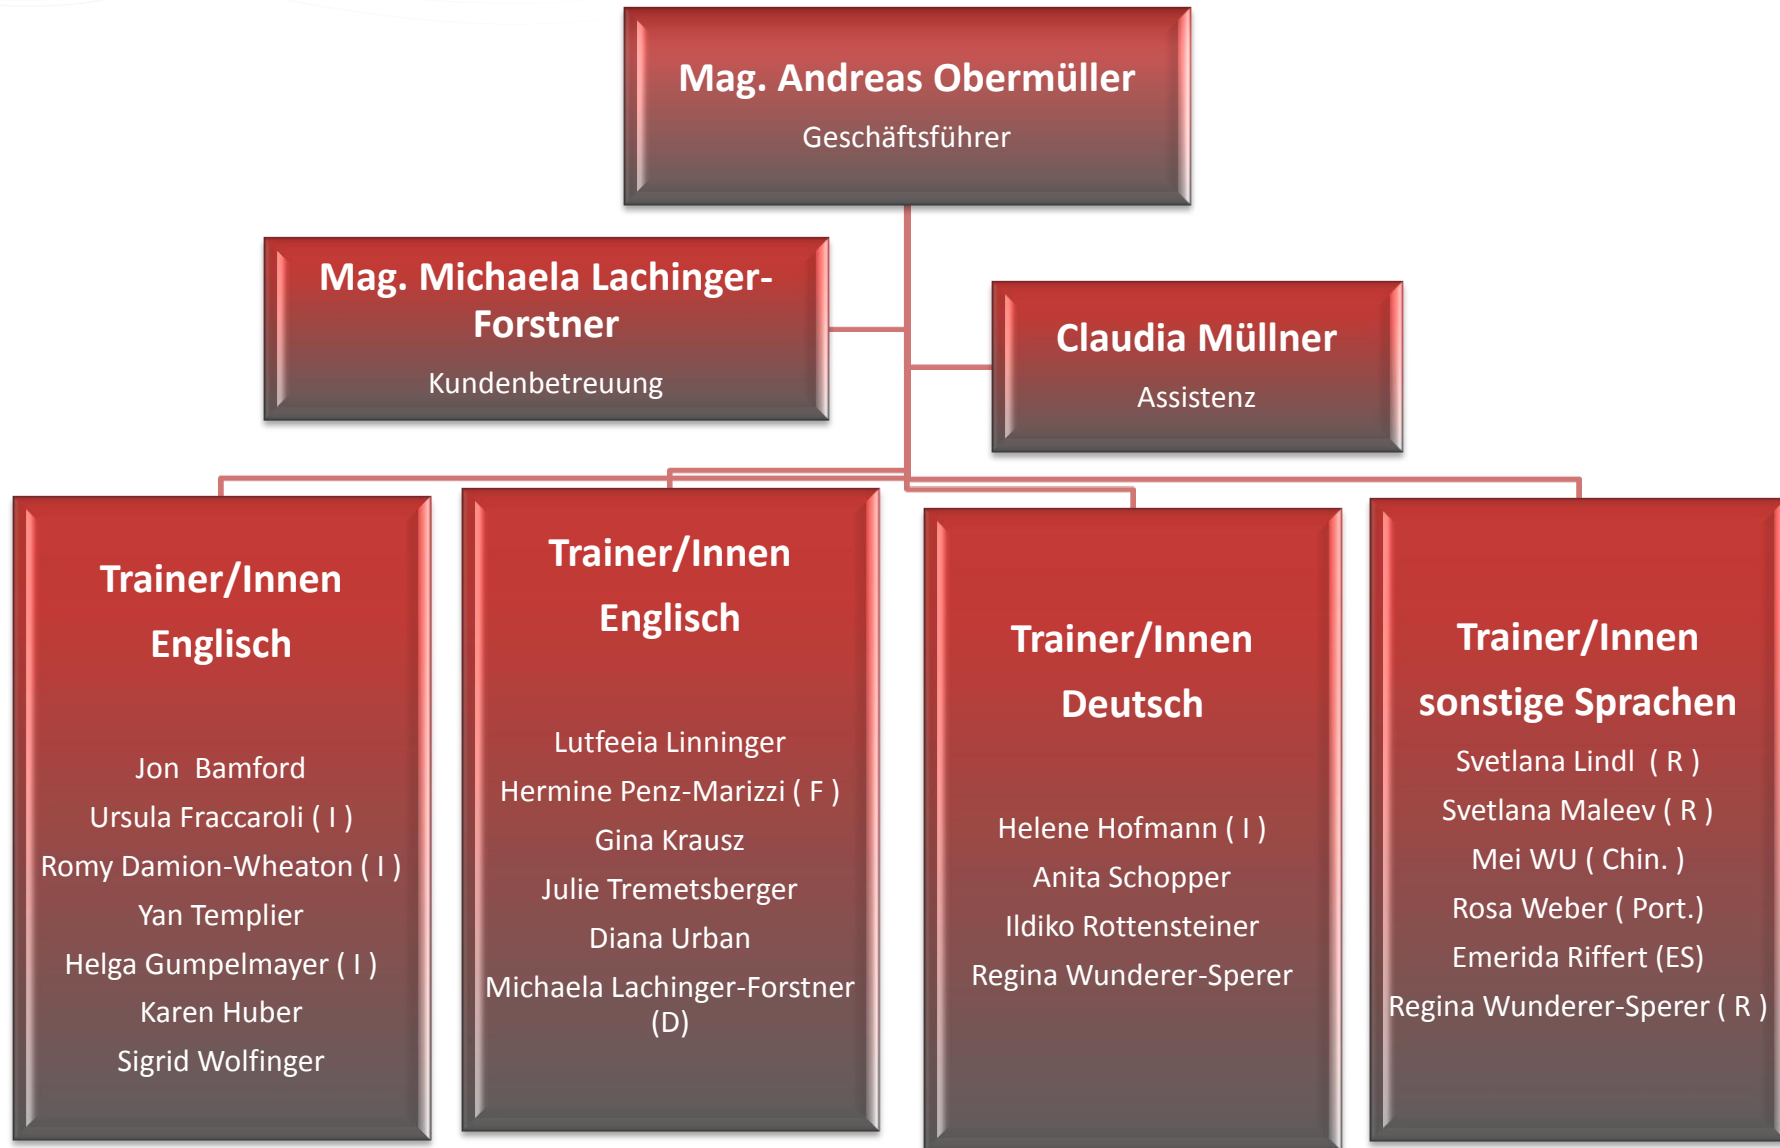 Mag. Andreas Obermüller
Geschäftsführer
Mag. Michaela Lachinger-
Forstner
Kundenbetreuung
Claudia Müllner
Assistenz
Trainer/Innen
Englisch
Jon  Bamford
Ursula Fraccaroli ( I )
Romy Damion-Wheaton ( I )
Yan Templier
Helga Gumpelmayer ( I )
Karen Huber
Sigrid Wolfinger
Trainer/Innen
Englisch
Lutfeeia Linninger
Hermine Penz-Marizzi ( F )
Gina Krausz
Julie Tremetsberger
Diana Urban
Michaela Lachinger-Forstner
(D)
Trainer/Innen
Deutsch
Helene Hofmann ( I )
Anita Schopper
Ildiko Rottensteiner
Regina Wunderer-Sperer
Trainer/Innen
sonstige Sprachen
Svetlana Lindl  ( R )
Svetlana Maleev ( R )
Mei WU ( Chin. )
Rosa Weber ( Port.)
Emerida Riffert (ES)
Regina Wunderer-Sperer ( R )